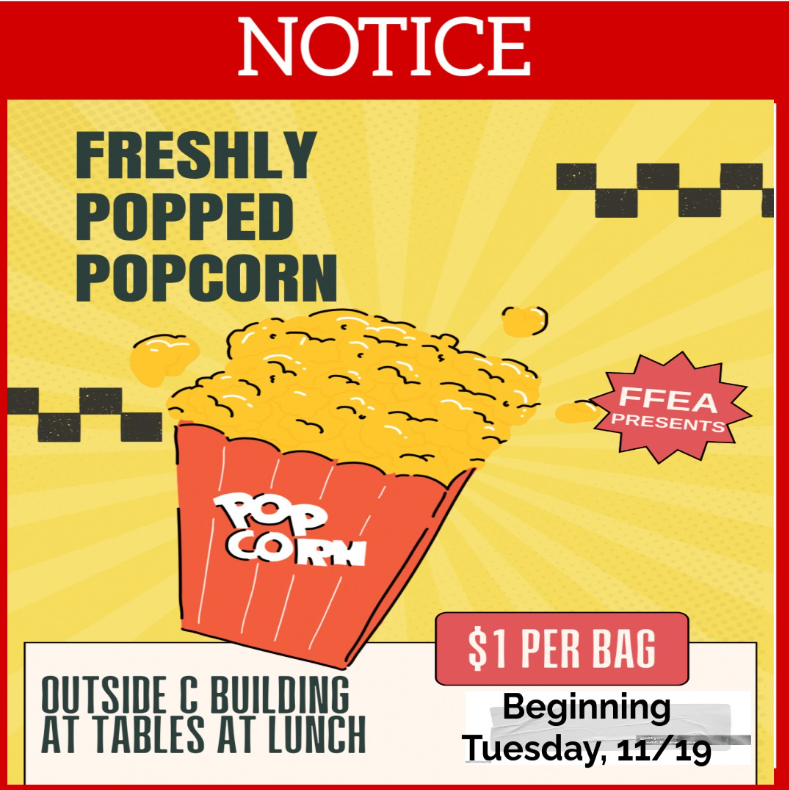 NOTICE
FRESHLY
POPPED
POPCORN
FFEA
PRESENTS
POP
CORN
$1 PER BAG
OUTSIDE C BUILDING
AT TABLES AT LUNCH
Beginning
Tuesday, 11/19